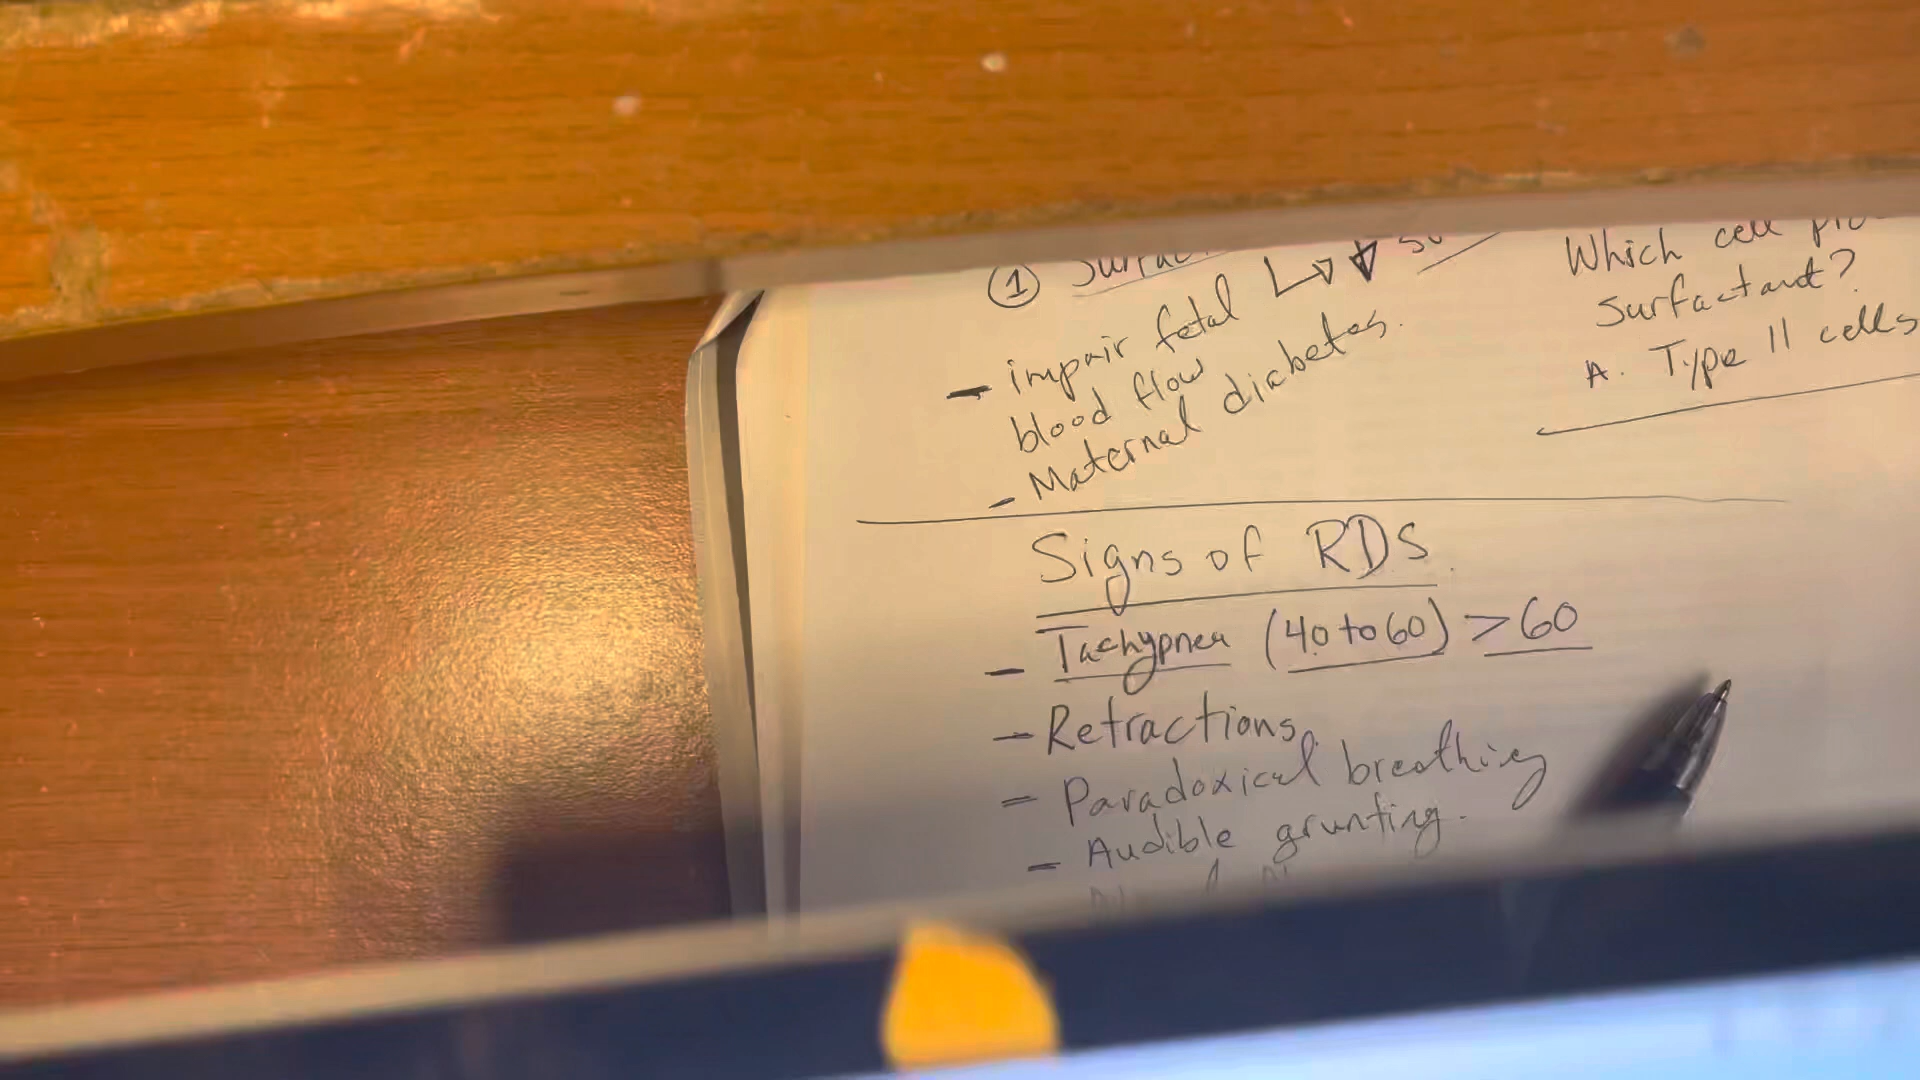 ①
↳ ▽
- impair fetal
blood flow
- Maternal diabetes.
Which cell
surfactant?
A. Type II cells
Signs of RDS
- Tachypnea (40 to 60) >60
- Retractions
- Paradoxical breathing
- Audible grunting.